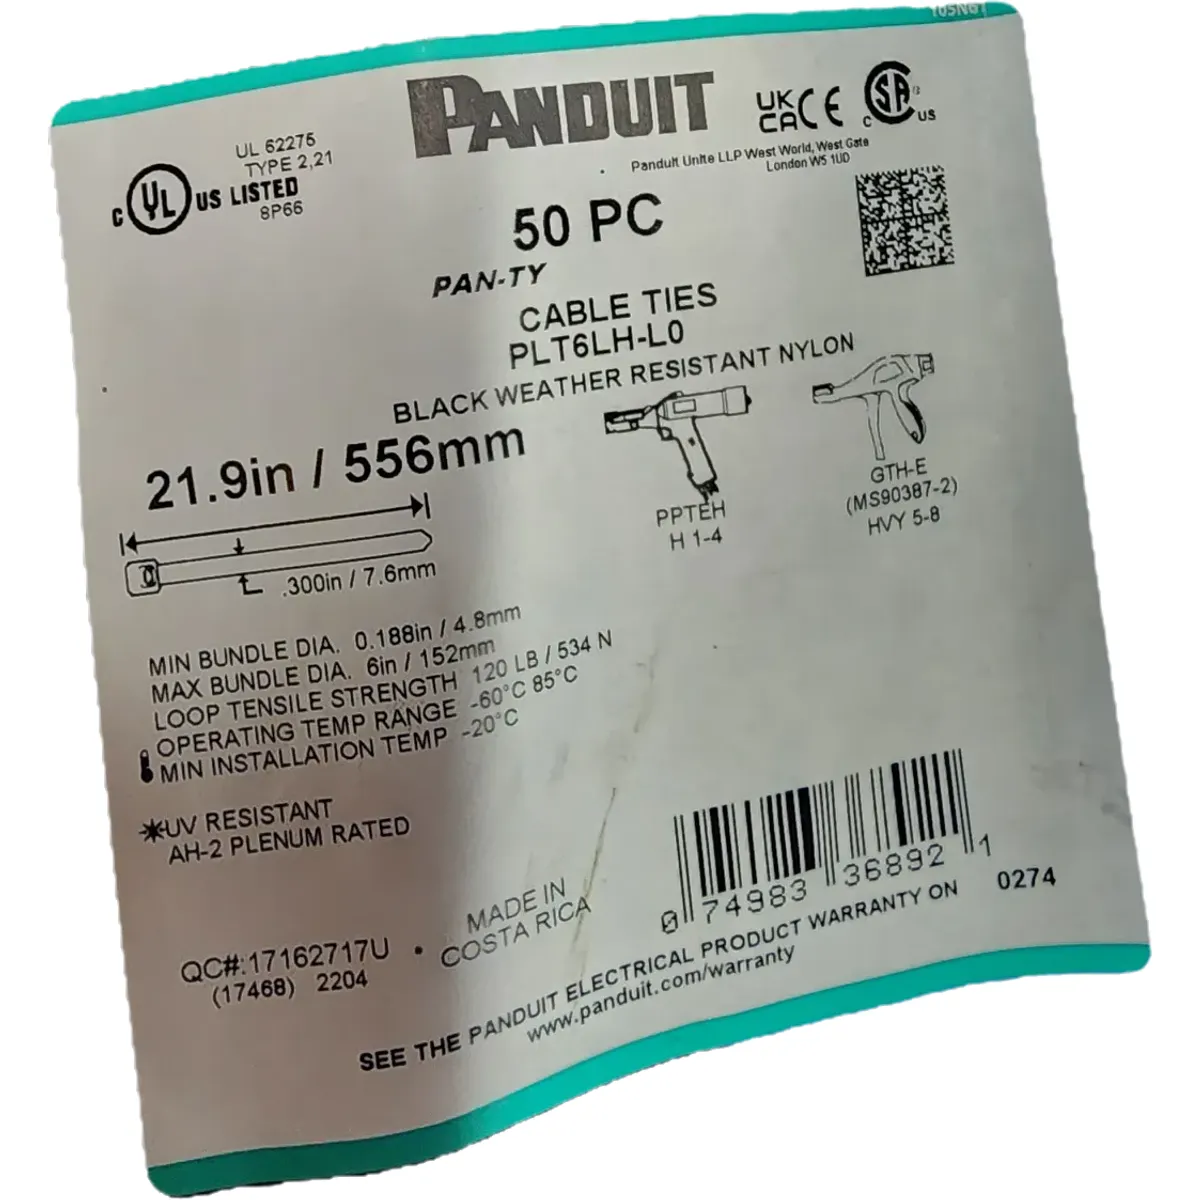 105N61
PANDUIT
UK CA CE
c SA ® US
Panduit Unite LLP West World, West Gate
London W5 1UD
UL 62275
TYPE 2,21
c UL US LISTED
8P66
50 PC
PAN-TY
CABLE TIES
PLT6LH-L0
BLACK WEATHER RESISTANT NYLON
21.9in / 556mm
.300in / 7.6mm
PPTEH
H 1-4
GTH-E
(MS90387-2)
HVY 5-8
MIN BUNDLE DIA. 0.188in / 4.8mm
MAX BUNDLE DIA. 6in / 152mm
LOOP TENSILE STRENGTH 120 LB / 534 N
OPERATING TEMP RANGE -60°C 85°C
MIN INSTALLATION TEMP -20°C
UV RESISTANT
AH-2 PLENUM RATED
MADE IN
COSTA RICA
0 74983 36892 1
0274
QC#:17162717U
(17468) 2204
SEE THE PANDUIT ELECTRICAL PRODUCT WARRANTY ON
www.panduit.com/warranty